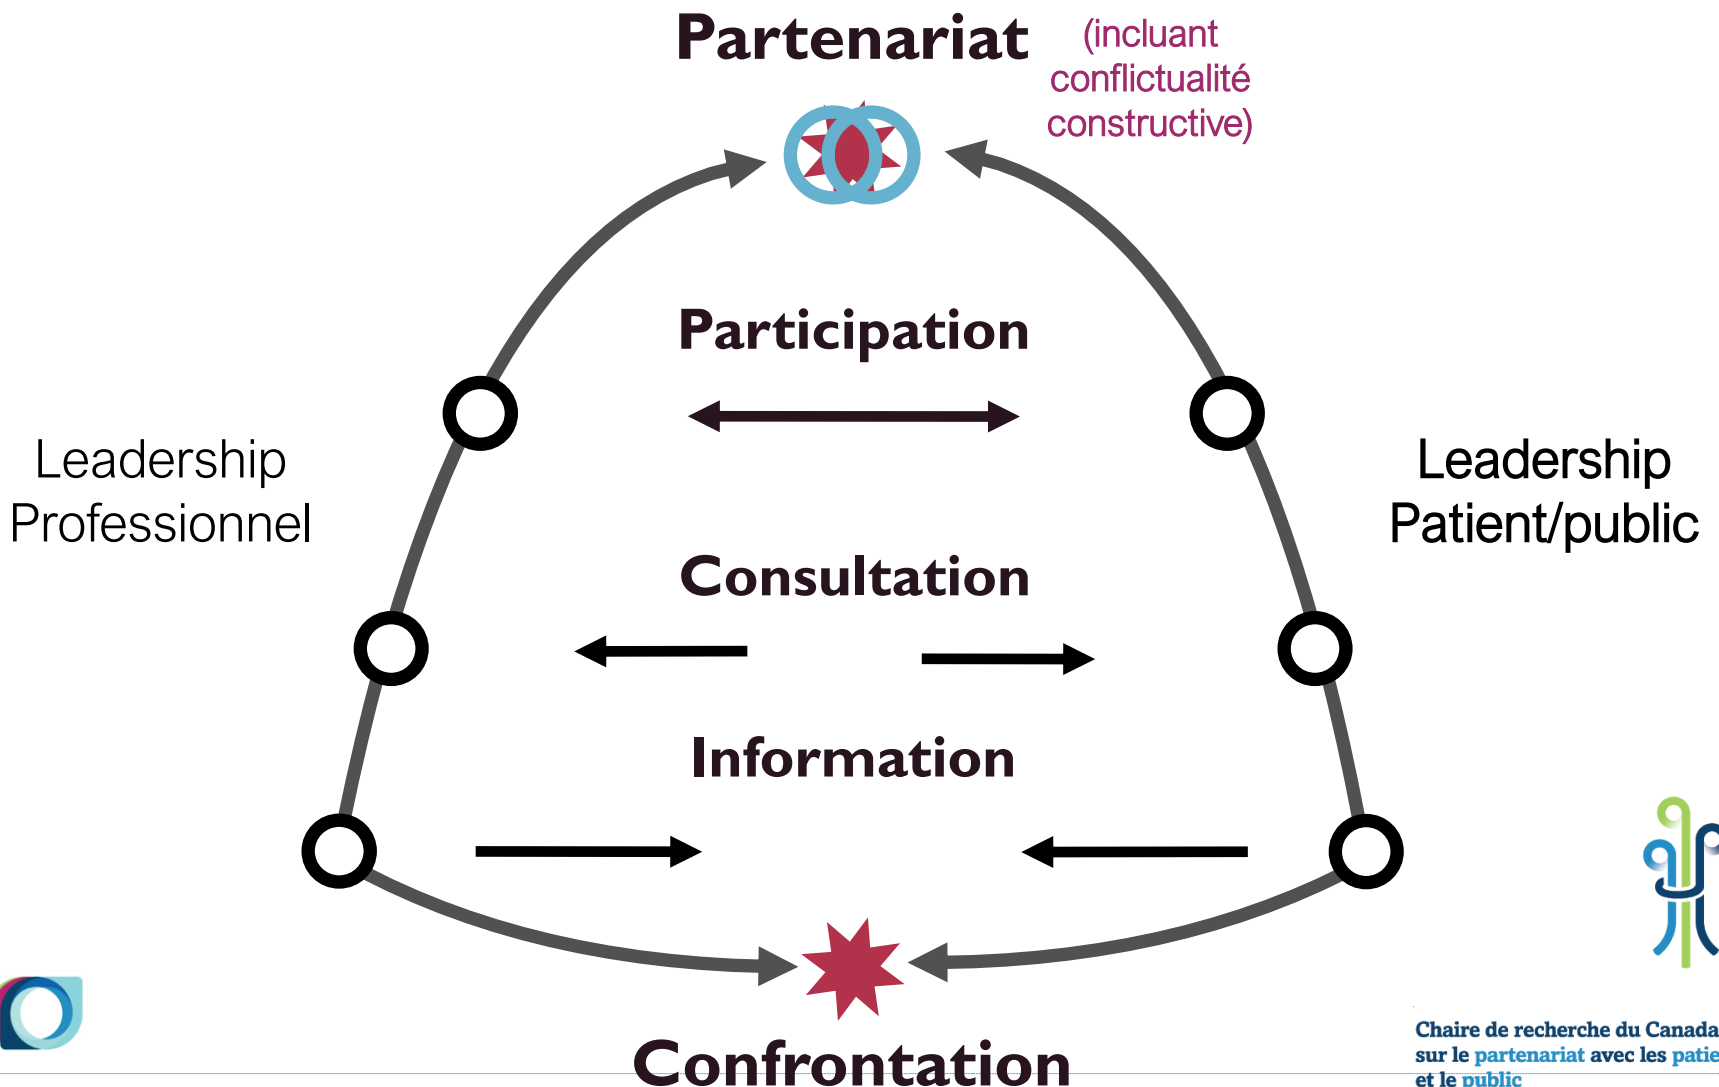 Partenariat
(incluant
conflictualité
constructive)
Participation
Leadership
Professionnel
Leadership
Patient/public
Consultation
Information
Confrontation
Chaire de recherche du Canada
sur le partenariat avec les
et le public